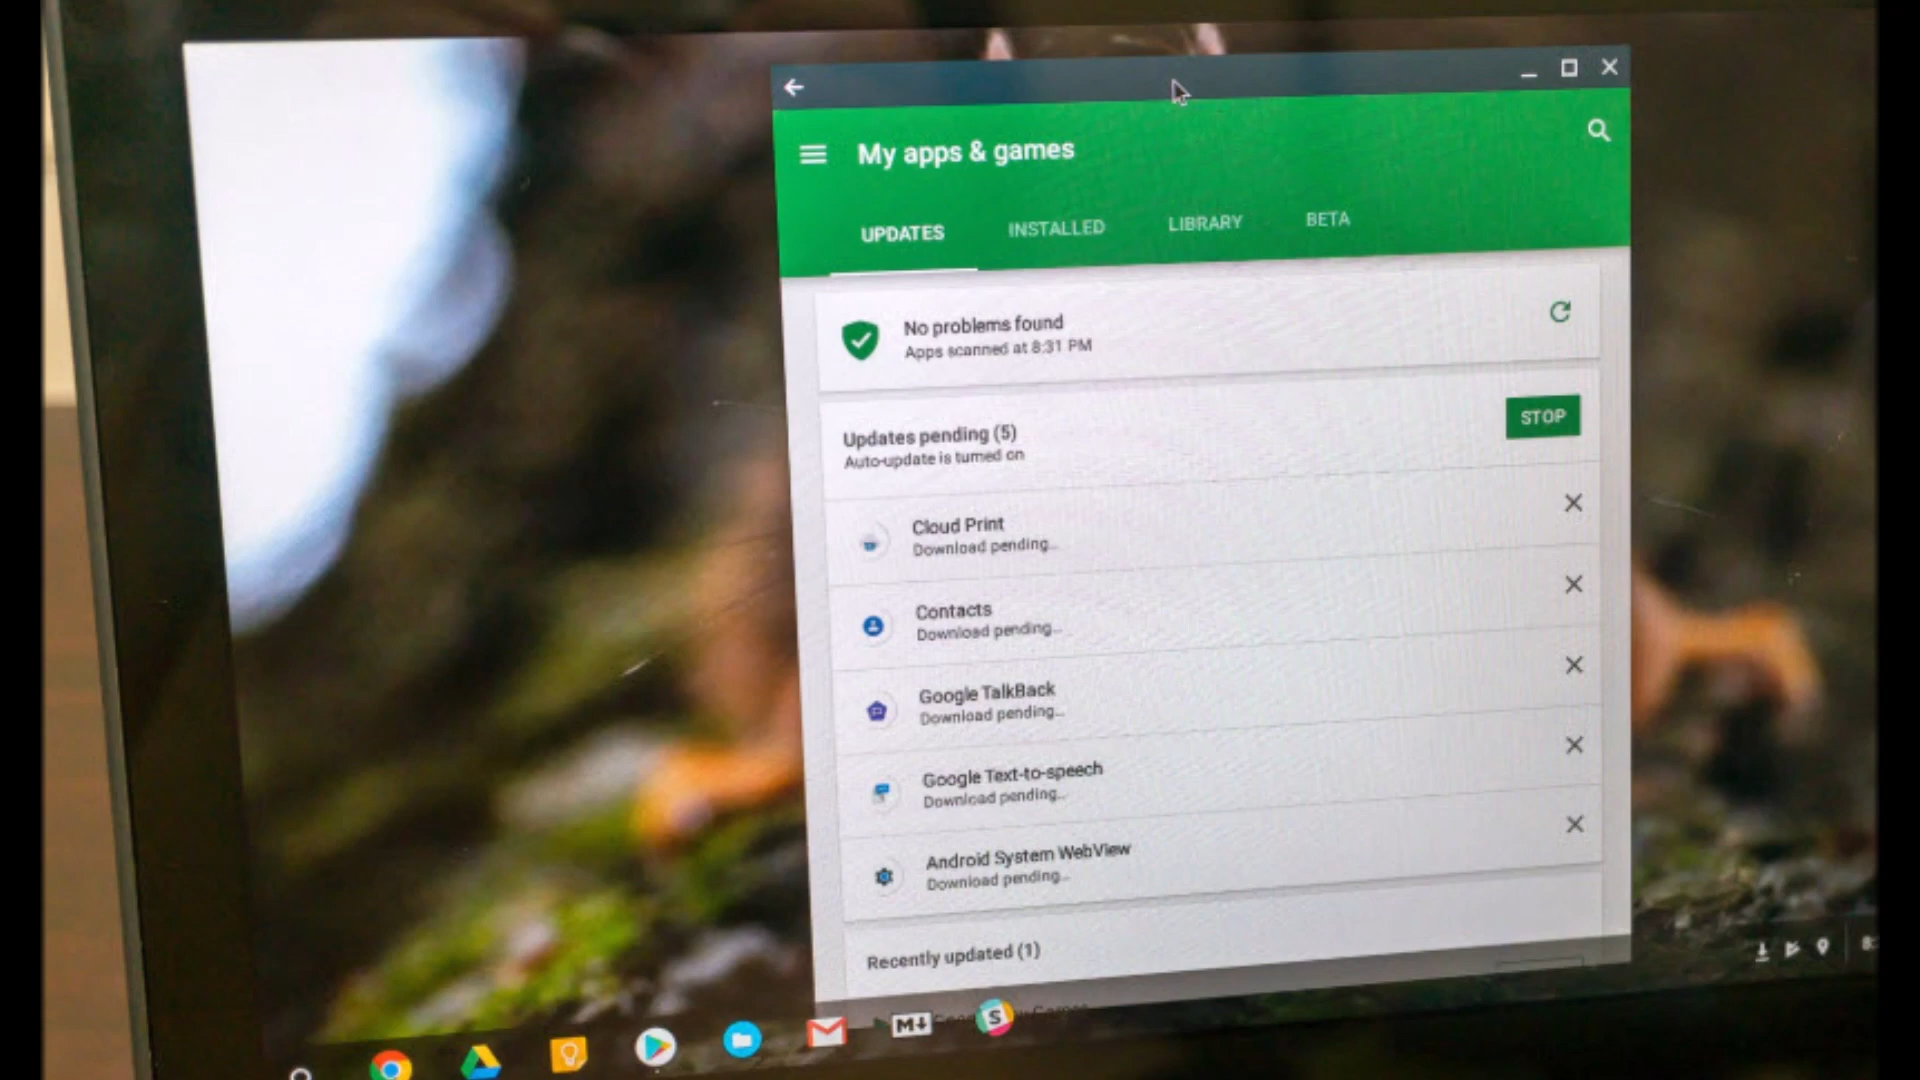 My apps & games
UPDATES INSTALLED LIBRARY BETA
No problems found
Apps scanned at 8:31 PM
Updates pending (5)
Auto-update is turned on
STOP
Cloud Print
Download pending...
Contacts
Download pending...
Google TalkBack
Download pending...
Google Text-to-speech
Download pending...
Android System WebView
Download pending...
Recently updated (1)
M
S
8: